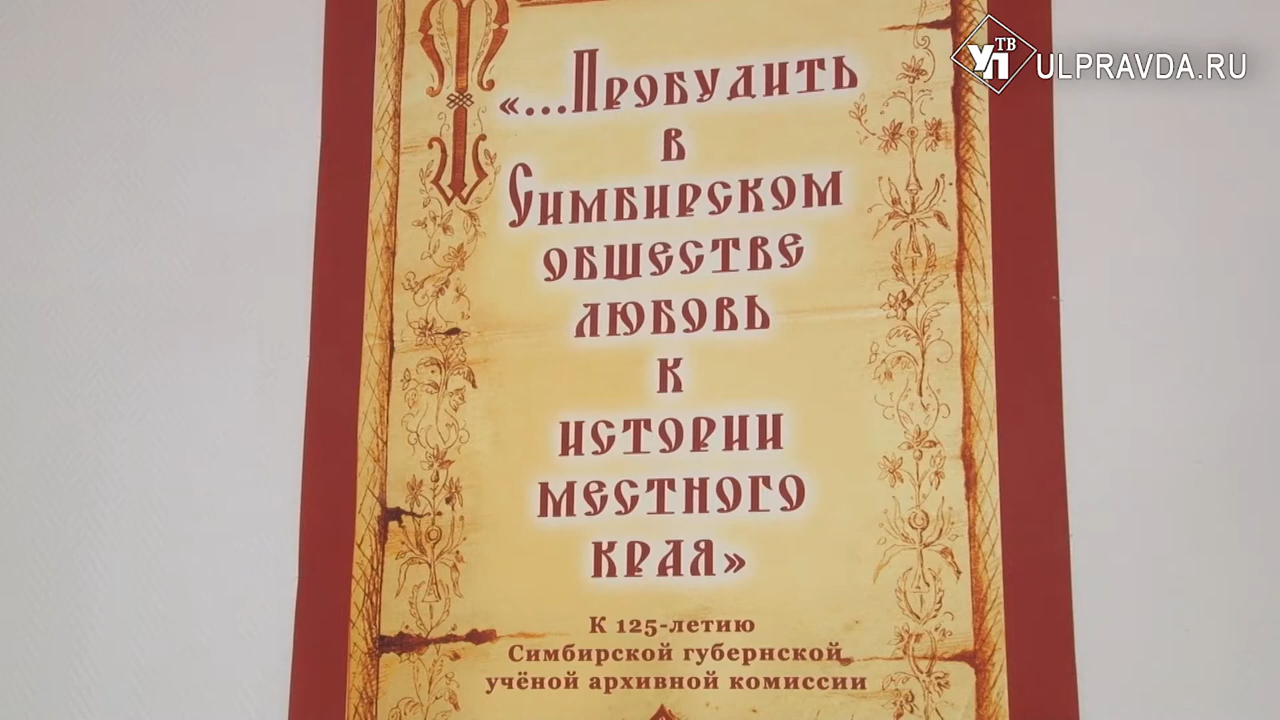 УП ТВ ULPRAVDA.RU
«...Пробудить
в
Симбирском
обществе
любовь
к
истории
местного
края»
К 125-летию
Симбирской губернской
учёной архивной комиссии